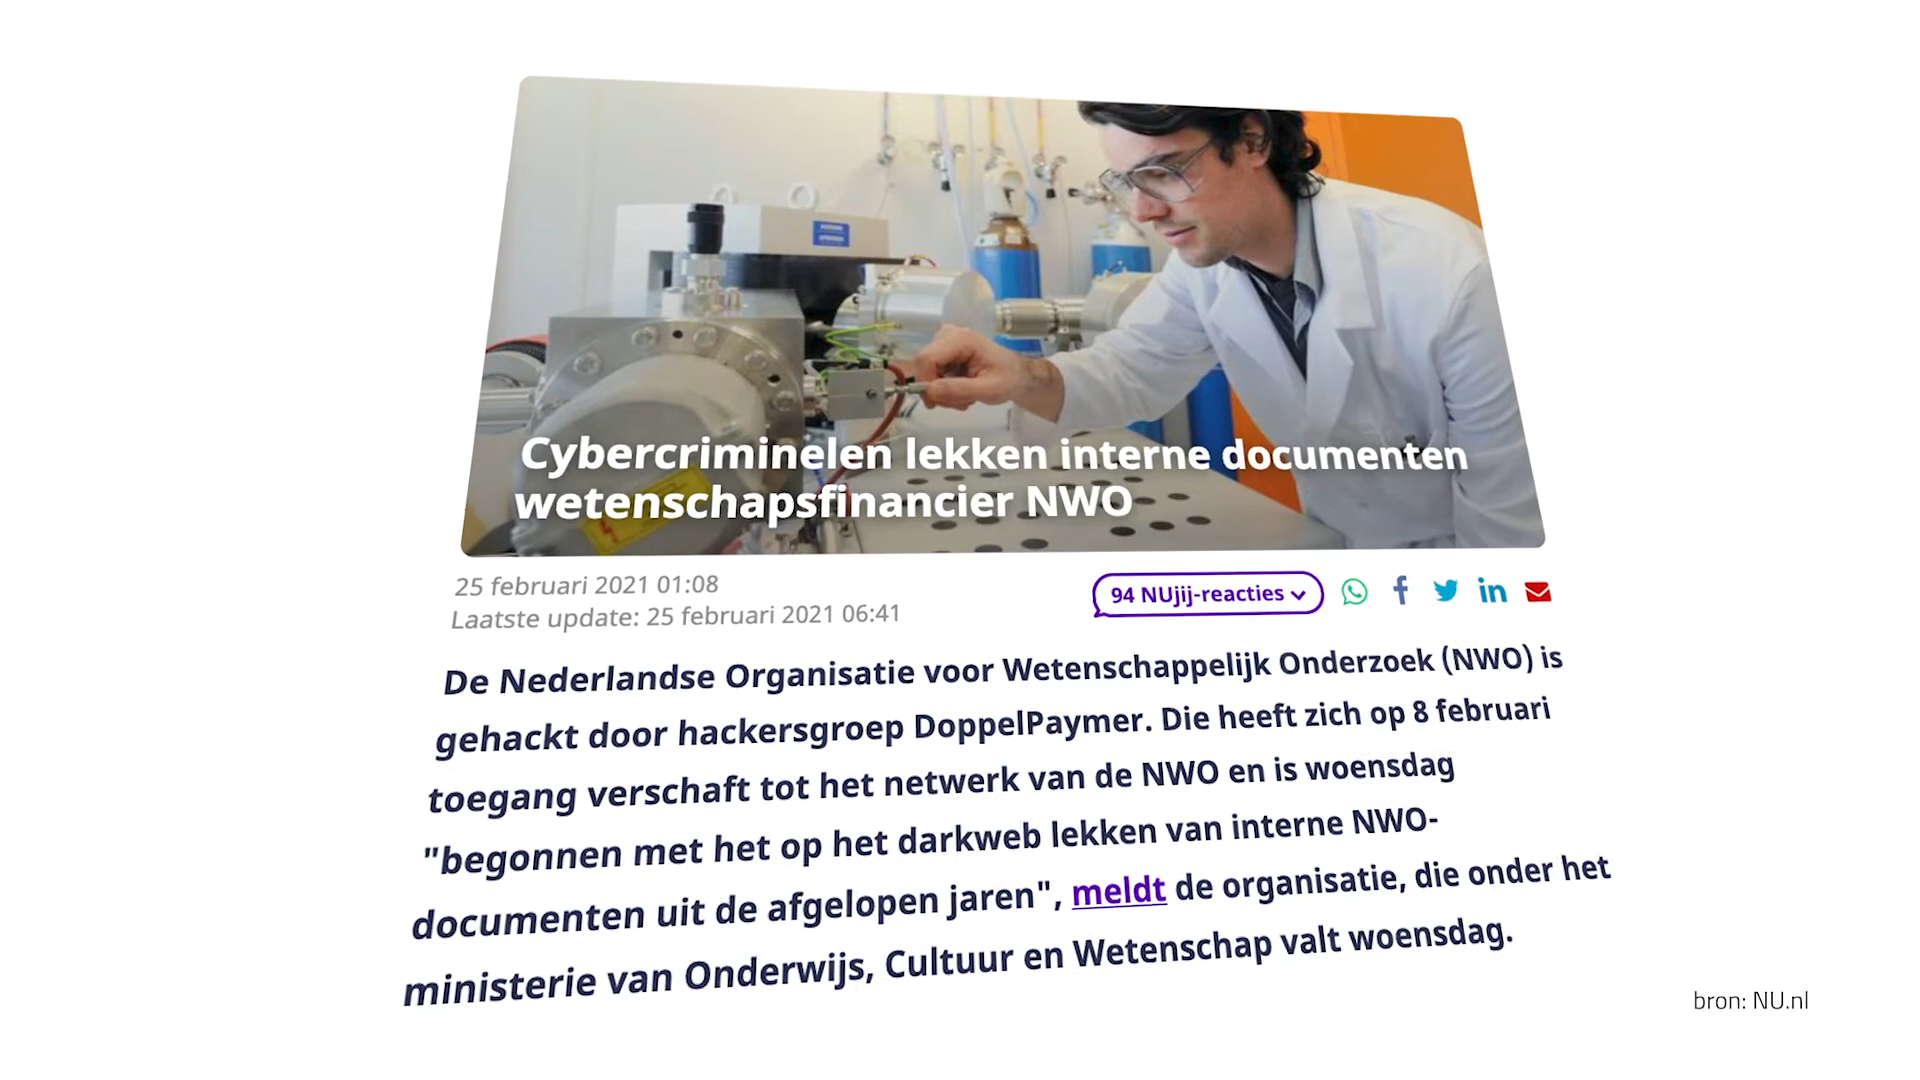 Cybercriminelen lekken interne documenten
wetenschapsfinancier NWO
25 februari 2021 01:08
Laatste update: 25 februari 2021 06:41
94 NUjij-reacties
De Nederlandse Organisatie voor Wetenschappelijk Onderzoek (NWO) is
gehackt door hackersgroep DoppelPaymer. Die heeft zich op 8 februari
toegang verschaft tot het netwerk van de NWO en is woensdag
"begonnen met het op het darkweb lekken van interne NWO-
documenten uit de afgelopen jaren", meldt de organisatie, die onder het
ministerie van Onderwijs, Cultuur en Wetenschap valt woensdag.
bron: NU.nl